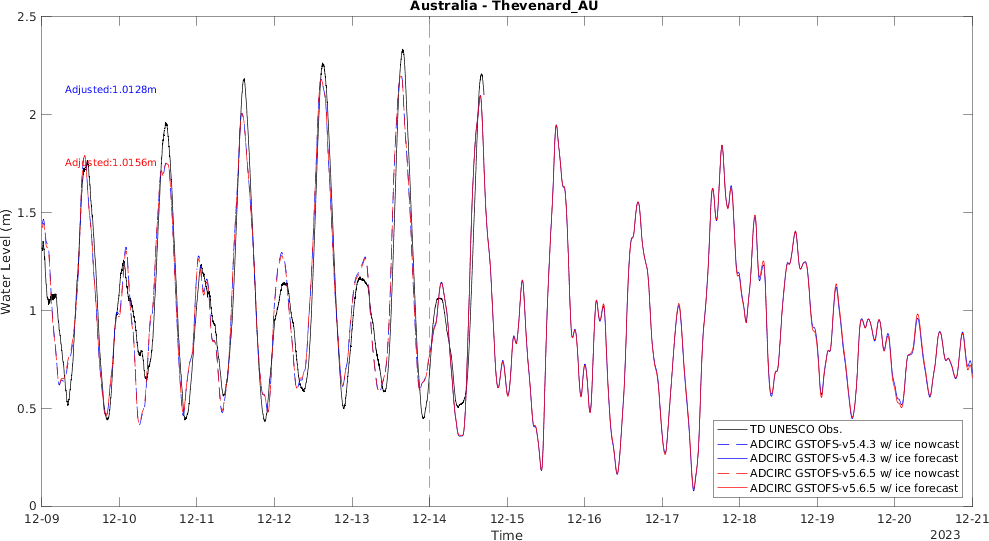 Australia - Thevenard_AU
2.5
2
1.5
1
0.5
0
Water Level (m)
Adjusted:1.0128m
Adjusted:1.0156m
TD UNESCO Obs.
ADCIRC GSTOFS-v5.4.3 w/ ice nowcast
ADCIRC GSTOFS-v5.4.3 w/ ice forecast
ADCIRC GSTOFS-v5.6.5 w/ ice nowcast
ADCIRC GSTOFS-v5.6.5 w/ ice forecast
12-09 12-10 12-11 12-12 12-13 12-14 12-15 12-16 12-17 12-18 12-19 12-20 12-21
Time
2023